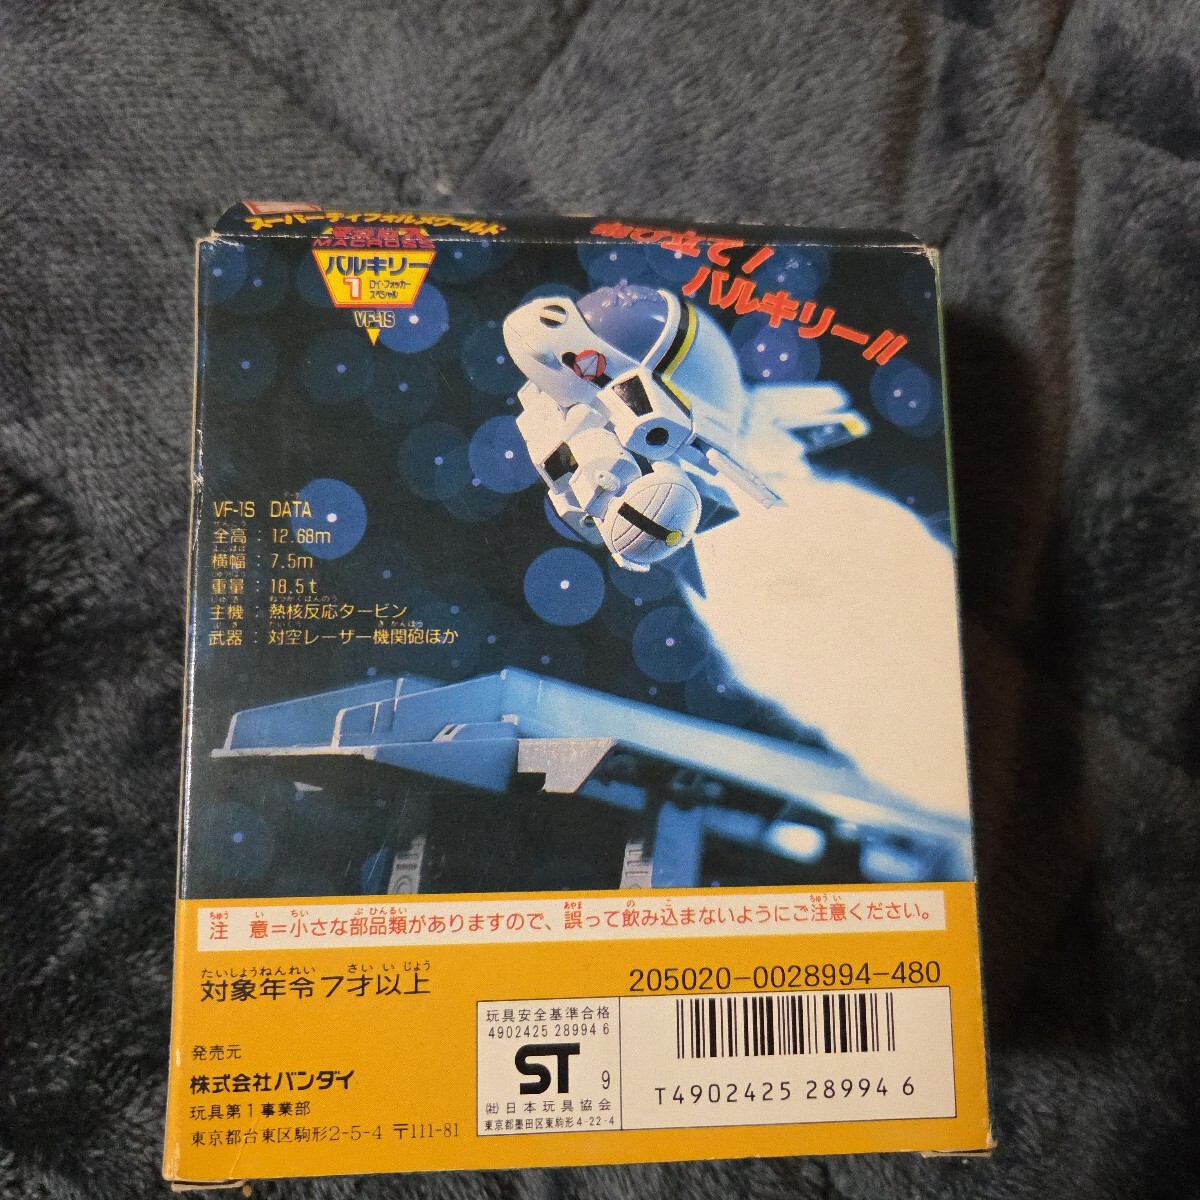 スーパーディフォルメワールド
MACROSS
バルキリー
1
ロイ・フォッカー
スペシャル
VF-1S
飛び立て!
バルキリー!!
VF-1S DATA
全高:12.68m
横幅:7.5m
重量:18.5t
主機:熱核反応タービン
武器:対空レーザー機関砲ほか
注 意=小さな部品類がありますので、誤って飲み込まないようにご注意ください。
対象年令7才以上
205020-0028994-480
発売元
株式会社バンダイ
玩具第1事業部
東京都台東区駒形2-5-4 〒111-81
玩具安全基準合格
4902425 28994 6
ST 9
㈳日本玩具協会
東京都墨田区東駒形4-22-4
T4902425 28994 6